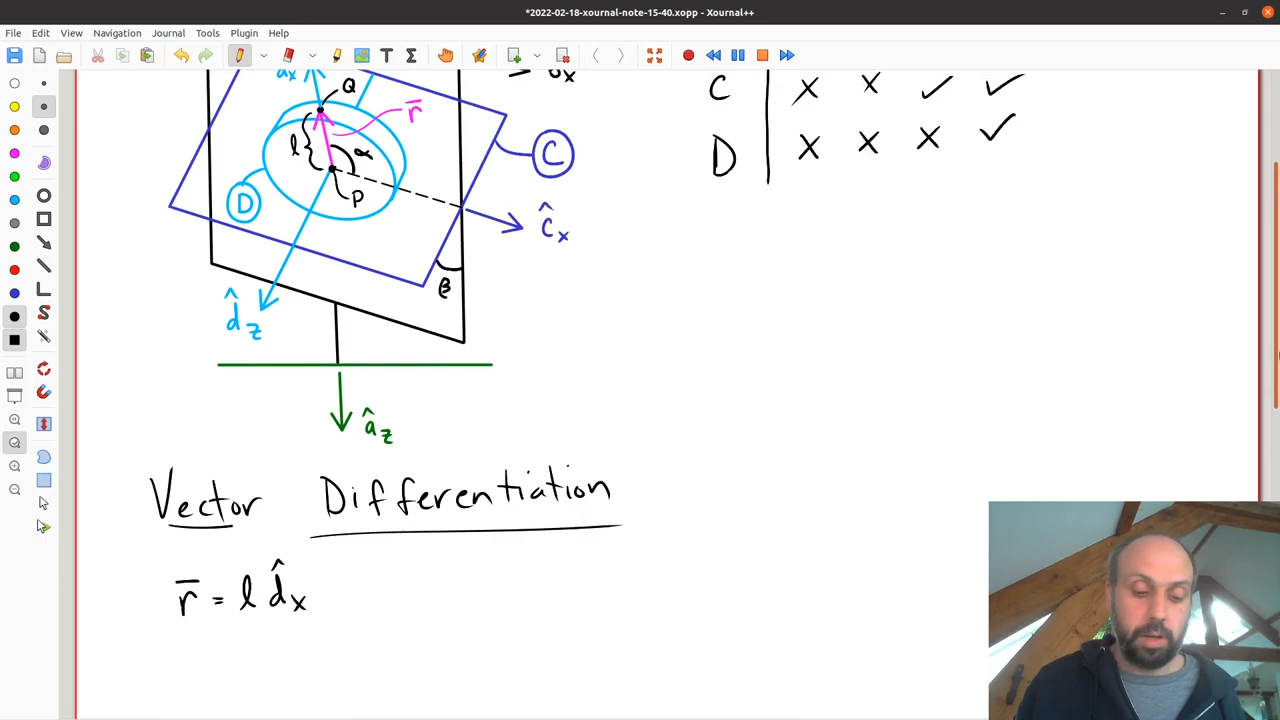 *2022-02-18-xournal-note-15-40.xopp - Xournal++
File Edit View Navigation Journal Tools Plugin Help
Q
r̄
l
α
P
D
C
ĉx
β
d̂z
âz
C | × × ✓ ✓
D | × × × ✓
Vector Differentiation
r̄ = l d̂x